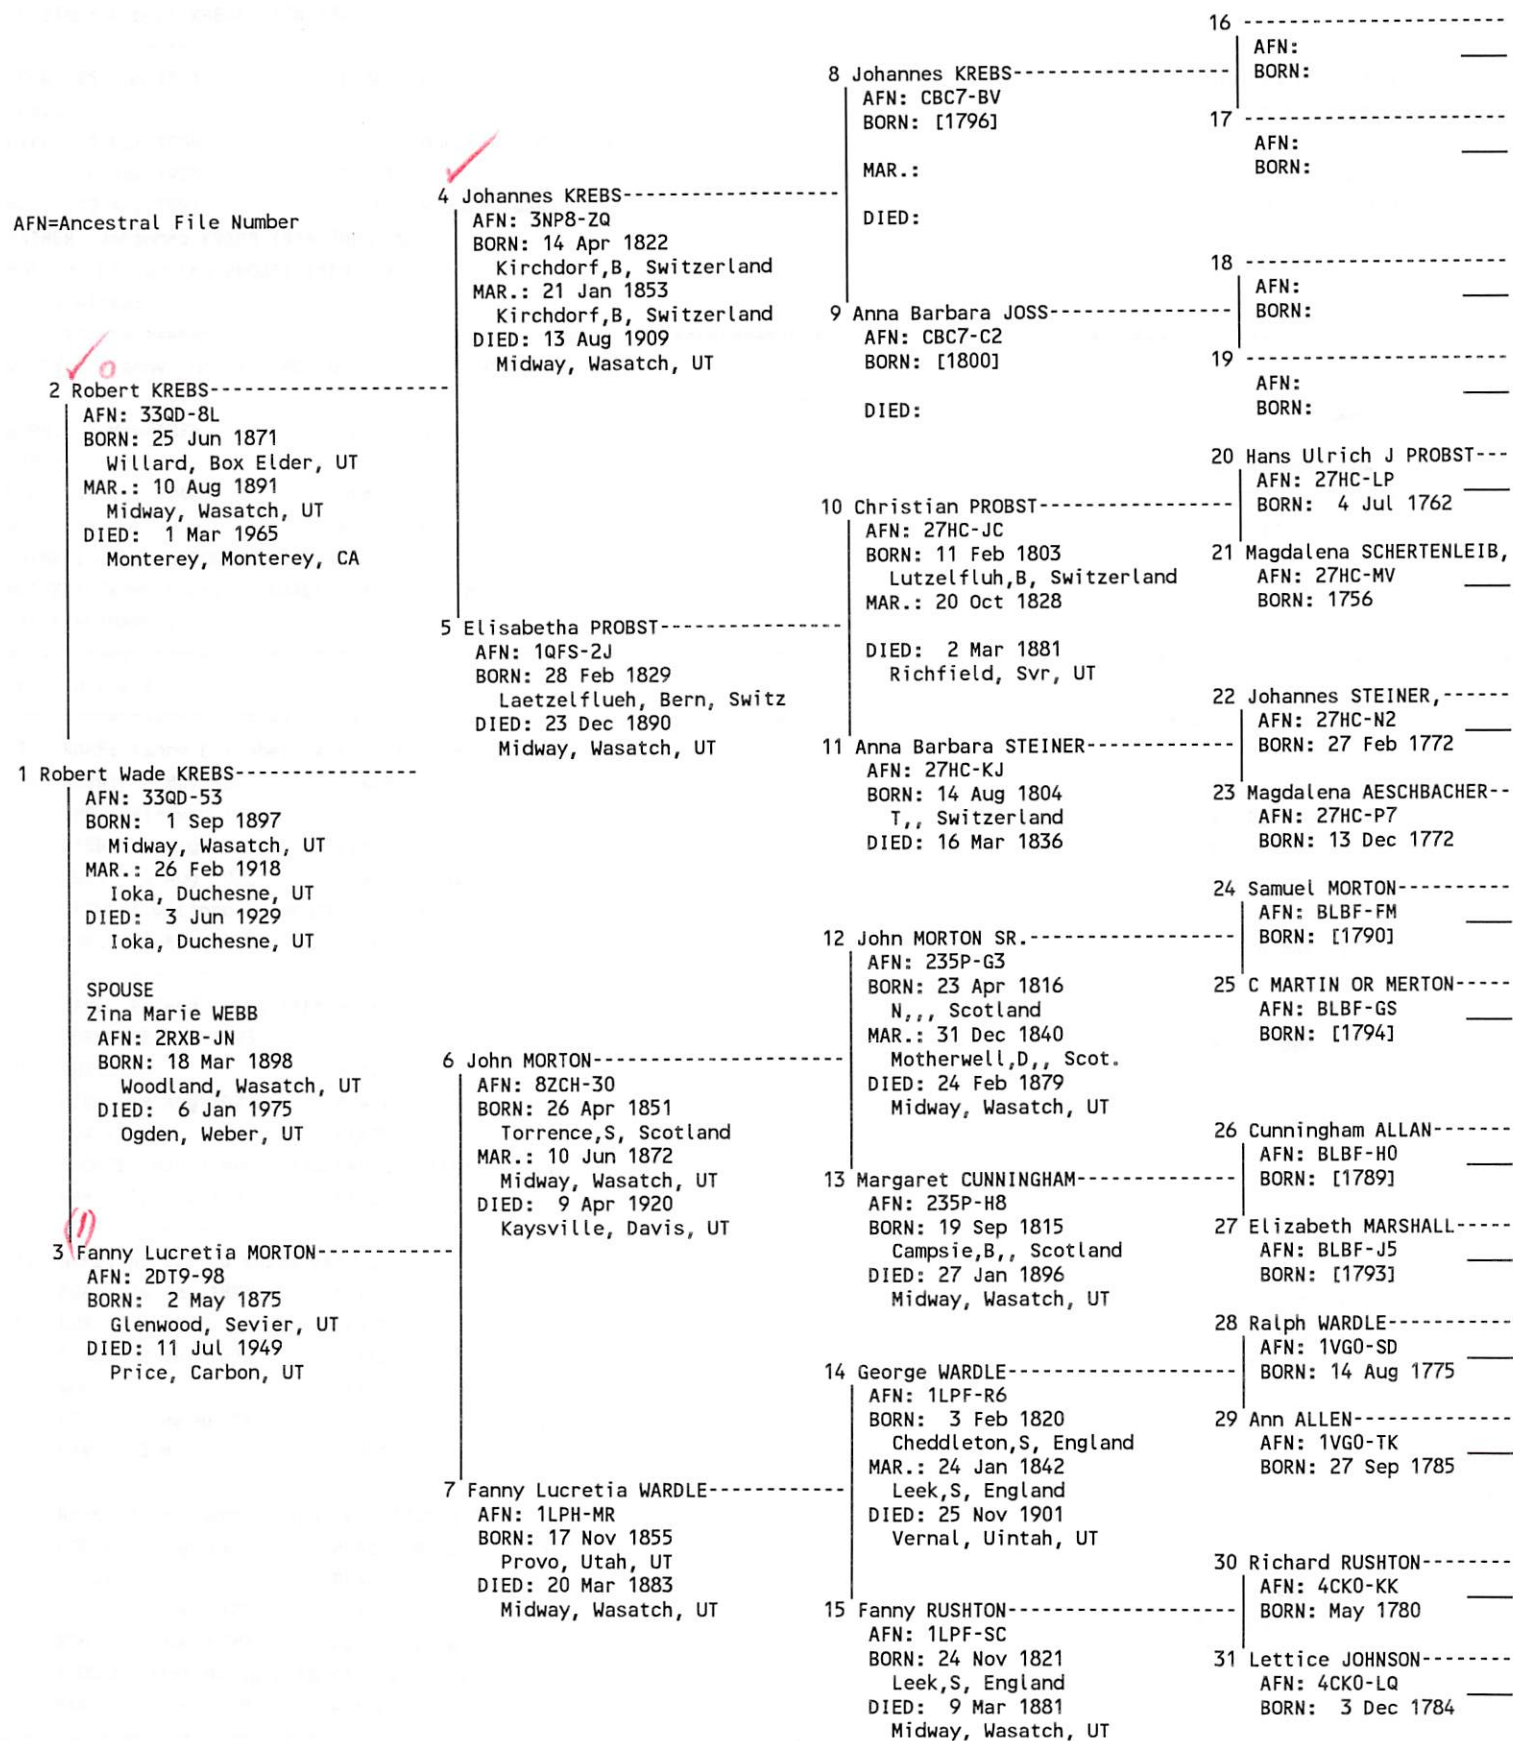 AFN=Ancestral File Number
1 Robert Wade KREBS---------------
AFN: 33QD-53
BORN: 1 Sep 1897
Midway, Wasatch, UT
MAR.: 26 Feb 1918
Ioka, Duchesne, UT
DIED: 3 Jun 1929
Ioka, Duchesne, UT
SPOUSE
Zina Marie WEBB
AFN: 2RXB-JN
BORN: 18 Mar 1898
Woodland, Wasatch, UT
DIED: 6 Jan 1975
Ogden, Weber, UT
2 Robert KREBS--------------------
AFN: 33QD-8L
BORN: 25 Jun 1871
Willard, Box Elder, UT
MAR.: 10 Aug 1891
Midway, Wasatch, UT
DIED: 1 Mar 1965
Monterey, Monterey, CA
(1)
3 Fanny Lucretia MORTON-----------
AFN: 2DT9-98
BORN: 2 May 1875
Glenwood, Sevier, UT
DIED: 11 Jul 1949
Price, Carbon, UT
4 Johannes KREBS------------------
AFN: 3NP8-ZQ
BORN: 14 Apr 1822
Kirchdorf,B, Switzerland
MAR.: 21 Jan 1853
Kirchdorf,B, Switzerland
DIED: 13 Aug 1909
Midway, Wasatch, UT
5 Elisabetha PROBST---------------
AFN: 1QFS-2J
BORN: 28 Feb 1829
Laetzelflueh, Bern, Switz
DIED: 23 Dec 1890
Midway, Wasatch, UT
6 John MORTON---------------------
AFN: 8ZCH-30
BORN: 26 Apr 1851
Torrence,S, Scotland
MAR.: 10 Jun 1872
Midway, Wasatch, UT
DIED: 9 Apr 1920
Kaysville, Davis, UT
7 Fanny Lucretia WARDLE-----------
AFN: 1LPH-MR
BORN: 17 Nov 1855
Provo, Utah, UT
DIED: 20 Mar 1883
Midway, Wasatch, UT
8 Johannes KREBS------------------
AFN: CBC7-BV
BORN: [1796]
MAR.:
DIED:
9 Anna Barbara JOSS---------------
AFN: CBC7-C2
BORN: [1800]
DIED:
10 Christian PROBST----------------
AFN: 27HC-JC
BORN: 11 Feb 1803
Lutzelfluh,B, Switzerland
MAR.: 20 Oct 1828
DIED: 2 Mar 1881
Richfield, Svr, UT
11 Anna Barbara STEINER------------
AFN: 27HC-KJ
BORN: 14 Aug 1804
T,, Switzerland
DIED: 16 Mar 1836
12 John MORTON SR.-----------------
AFN: 235P-G3
BORN: 23 Apr 1816
N,,, Scotland
MAR.: 31 Dec 1840
Motherwell,D,, Scot.
DIED: 24 Feb 1879
Midway, Wasatch, UT
13 Margaret CUNNINGHAM-------------
AFN: 235P-H8
BORN: 19 Sep 1815
Campsie,B,, Scotland
DIED: 27 Jan 1896
Midway, Wasatch, UT
14 George WARDLE-------------------
AFN: 1LPF-R6
BORN: 3 Feb 1820
Cheddleton,S, England
MAR.: 24 Jan 1842
Leek,S, England
DIED: 25 Nov 1901
Vernal, Uintah, UT
15 Fanny RUSHTON-------------------
AFN: 1LPF-SC
BORN: 24 Nov 1821
Leek,S, England
DIED: 9 Mar 1881
Midway, Wasatch, UT
16 ----------------------
AFN:
BORN:
17 ----------------------
AFN:
BORN:
18 ----------------------
AFN:
BORN:
19 ----------------------
AFN:
BORN:
20 Hans Ulrich J PROBST---
AFN: 27HC-LP
BORN: 4 Jul 1762
21 Magdalena SCHERTENLEIB,
AFN: 27HC-MV
BORN: 1756
22 Johannes STEINER,------
AFN: 27HC-N2
BORN: 27 Feb 1772
23 Magdalena AESCHBACHER--
AFN: 27HC-P7
BORN: 13 Dec 1772
24 Samuel MORTON----------
AFN: BLBF-FM
BORN: [1790]
25 C MARTIN OR MERTON-----
AFN: BLBF-GS
BORN: [1794]
26 Cunningham ALLAN-------
AFN: BLBF-H0
BORN: [1789]
27 Elizabeth MARSHALL-----
AFN: BLBF-J5
BORN: [1793]
28 Ralph WARDLE-----------
AFN: 1VG0-SD
BORN: 14 Aug 1775
29 Ann ALLEN--------------
AFN: 1VG0-TK
BORN: 27 Sep 1785
30 Richard RUSHTON--------
AFN: 4CK0-KK
BORN: May 1780
31 Lettice JOHNSON--------
AFN: 4CK0-LQ
BORN: 3 Dec 1784